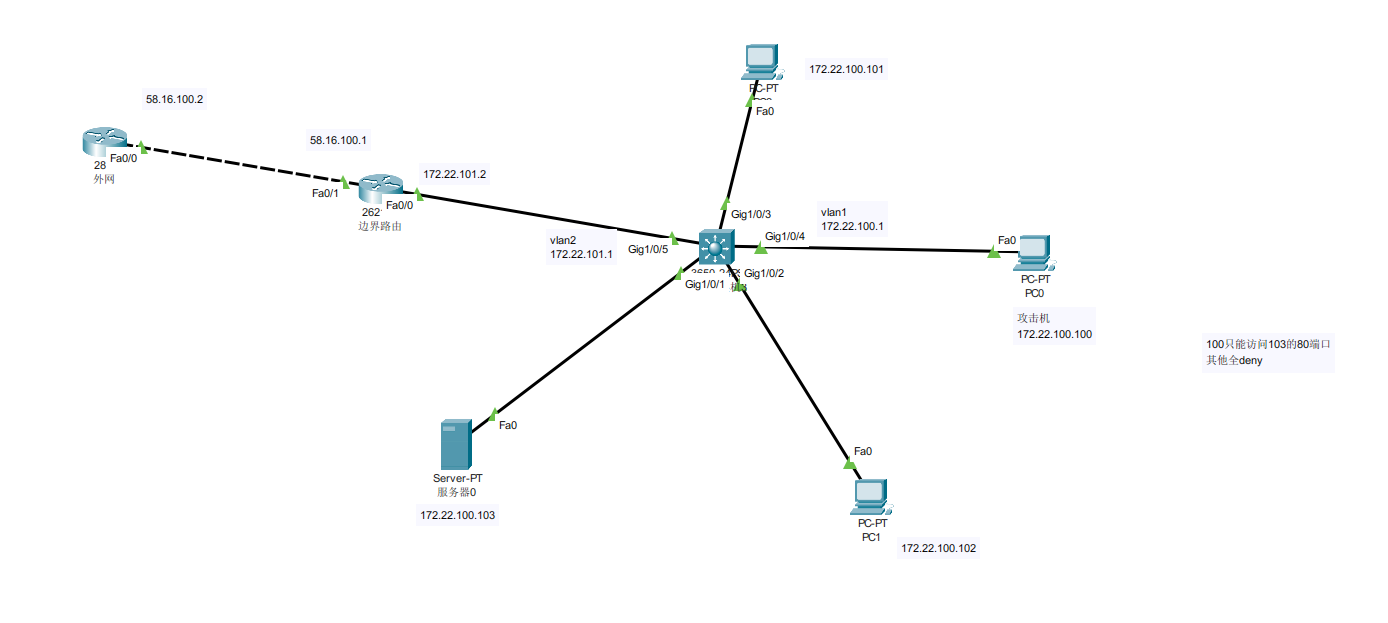 172.22.100.101
PC-PT
Fa0
58.16.100.2
58.16.100.1
Fa0/0
28
外网
172.22.101.2
Fa0/1
Fa0/0
262
边界路由
Gig1/0/3
vlan1
172.22.100.1
Gig1/0/4
Fa0
vlan2
172.22.101.1
Gig1/0/5
Gig1/0/2
Gig1/0/1
PC-PT
PC0
攻击机
172.22.100.100
100只能访问103的80端口
其他全deny
Fa0
Server-PT
服务器0
172.22.100.103
Fa0
PC-PT
PC1
172.22.100.102